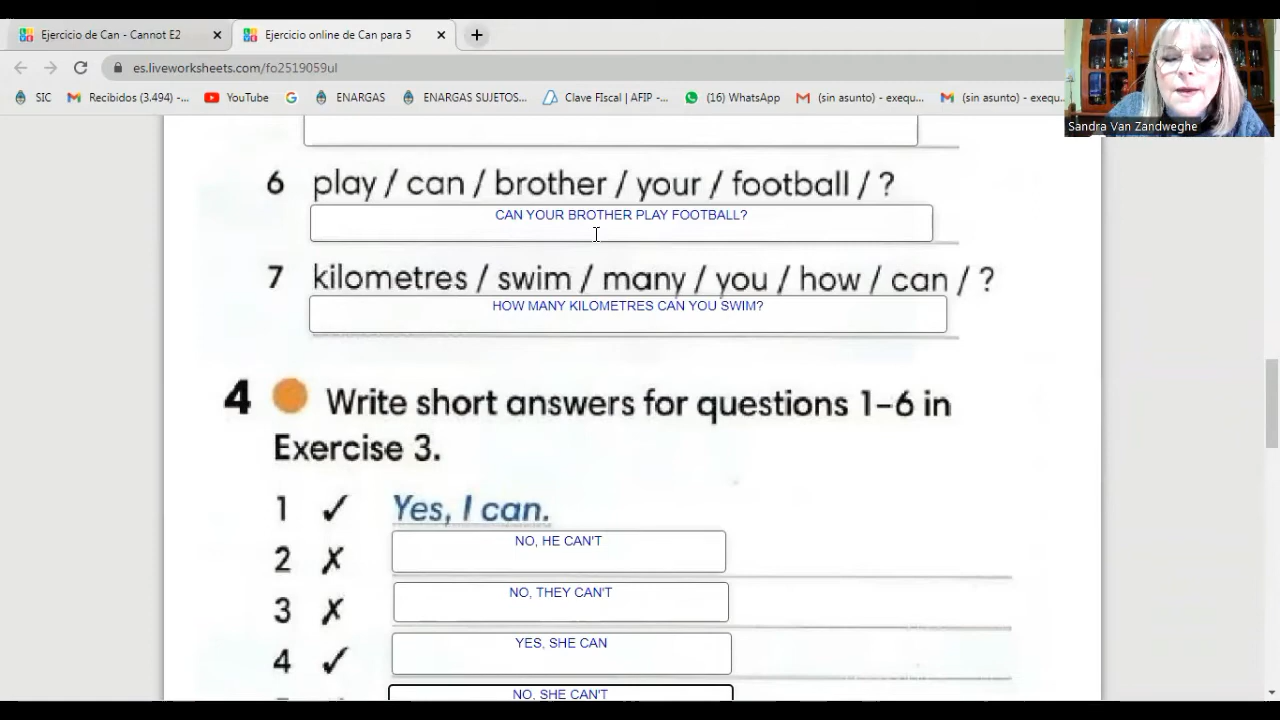 Ejercicio de Can - Cannot E2
Ejercicio online de Can para 5
es.liveworksheets.com/fo2519059ul
SIC
Recibidos (3.494) -...
YouTube
ENARGAS
ENARGAS SUJETOS...
Clave FIscal | AFIP -...
(16) WhatsApp
(sin asunto) - exequ...
(sin asunto) - exequ...
Sandra Van Zandweghe
6 play / can / brother / your / football / ?
CAN YOUR BROTHER PLAY FOOTBALL?
7 kilometres / swim / many / you / how / can / ?
HOW MANY KILOMETRES CAN YOU SWIM?
4 Write short answers for questions 1–6 in
Exercise 3.
1 ✓ Yes, I can.
2 ✗ NO, HE CAN'T
3 ✗ NO, THEY CAN'T
4 ✓ YES, SHE CAN
NO, SHE CAN'T